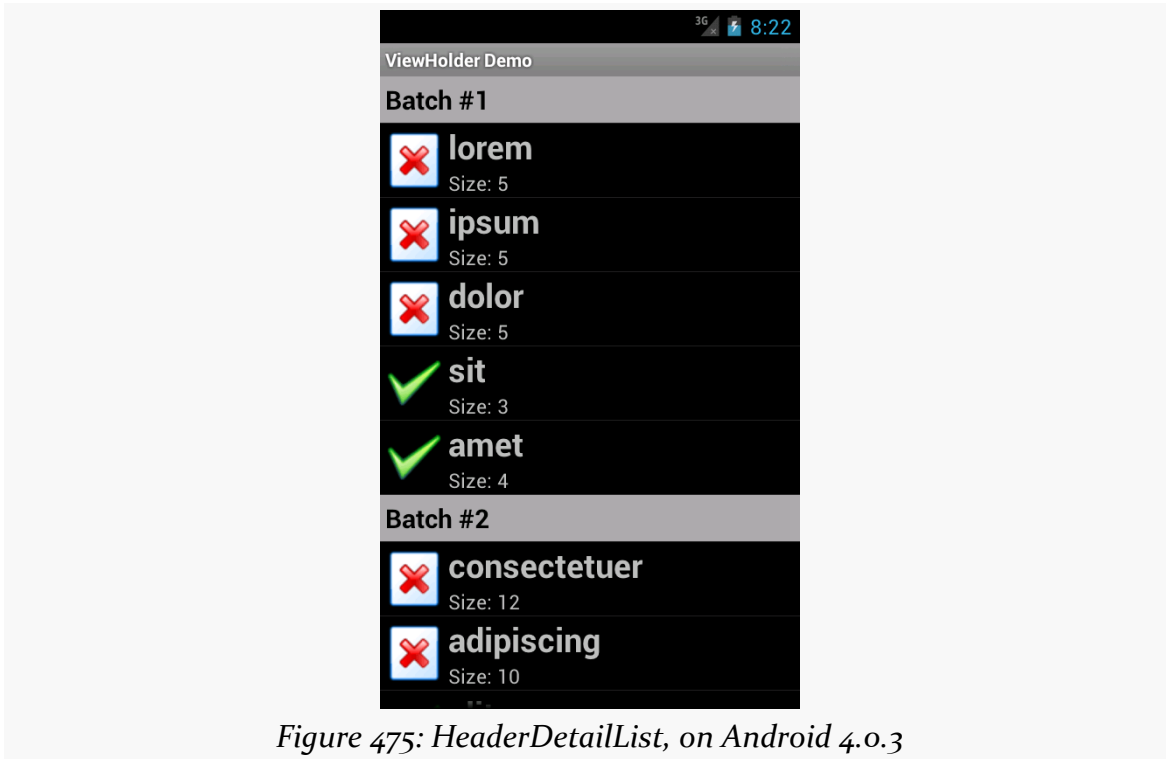 3G 8:22
ViewHolder Demo
Batch #1
lorem
Size: 5
ipsum
Size: 5
dolor
Size: 5
sit
Size: 3
amet
Size: 4
Batch #2
consectetuer
Size: 12
adipiscing
Size: 10
Figure 475: HeaderDetailList, on Android 4.0.3